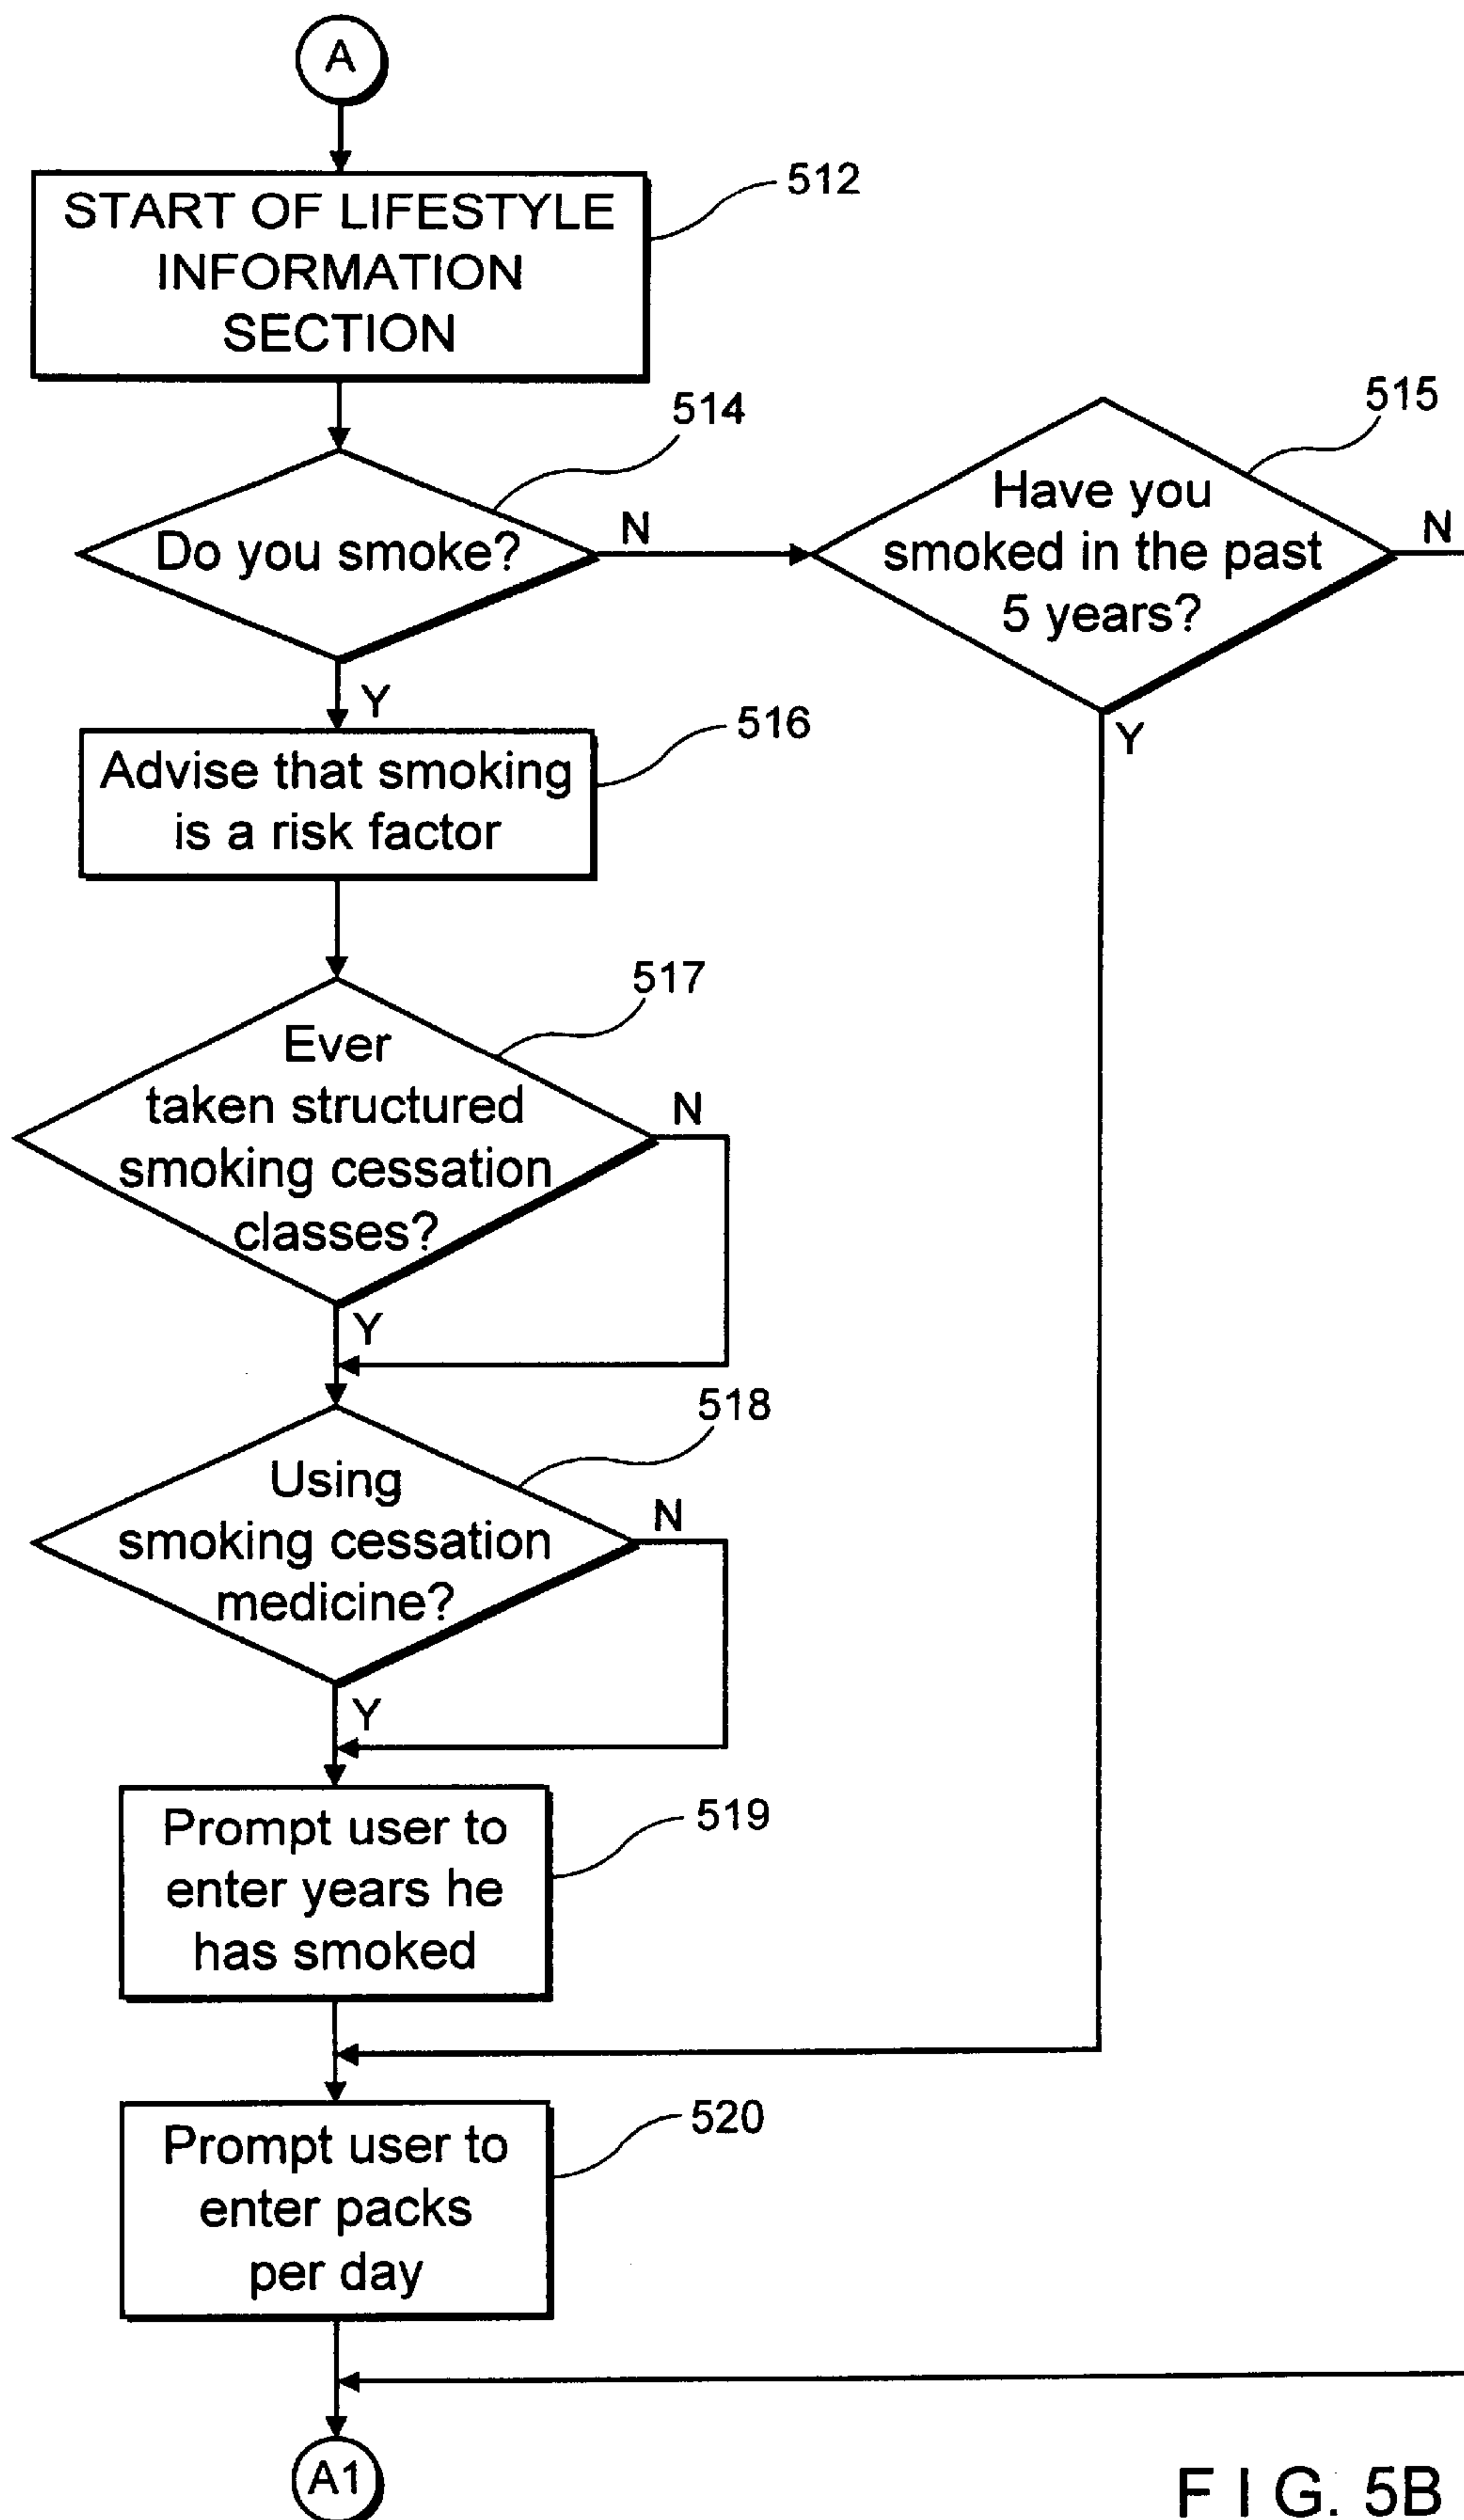 A
512
START OF LIFESTYLE
INFORMATION
SECTION
514
Do you smoke?
N
515
Have you
smoked in the past
5 years?
N
Y
Y
516
Advise that smoking
is a risk factor
517
Ever
taken structured
smoking cessation
classes?
N
Y
518
Using
smoking cessation
medicine?
N
Y
519
Prompt user to
enter years he
has smoked
520
Prompt user to
enter packs
per day
A1
FIG. 5B